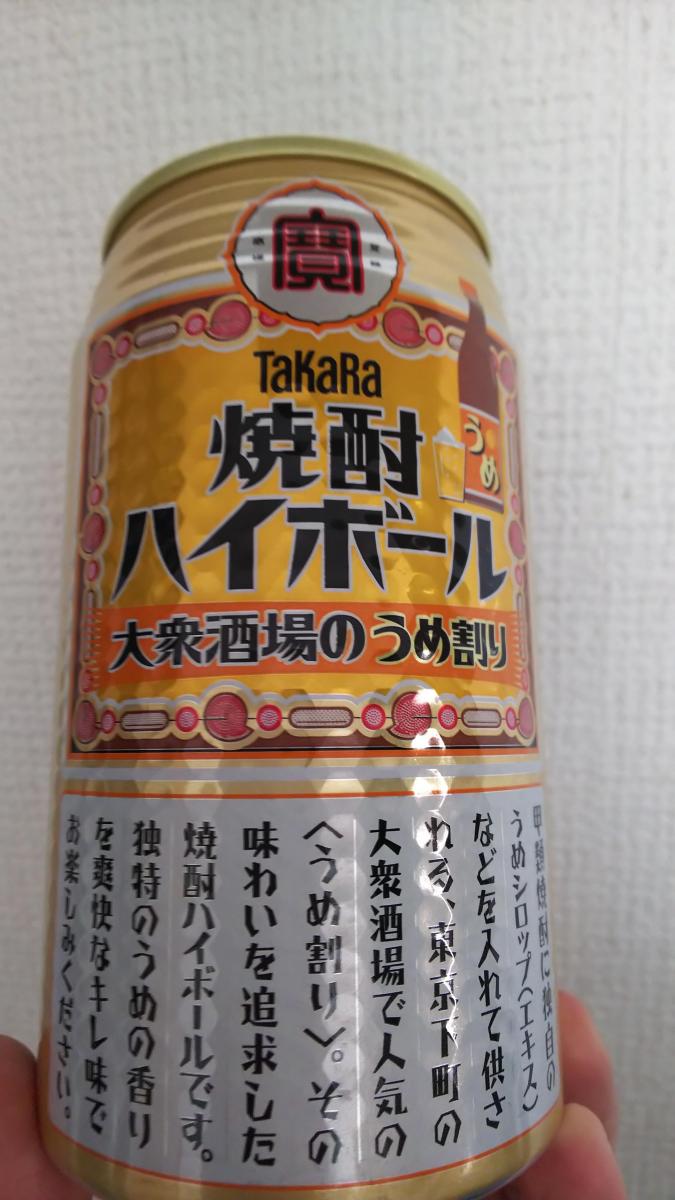 寳
TaKaRa
焼酎
ハイボール
うめ
大衆酒場のうめ割り
甲類焼酎に独自の
うめシロップ(エキス)
などを入れて供さ
れる、東京下町の
大衆酒場で人気の
〈うめ割り〉。その
味わいを追求した
焼酎ハイボールです。
独特のうめの香り
を爽快なキレ味で
お楽しみください。